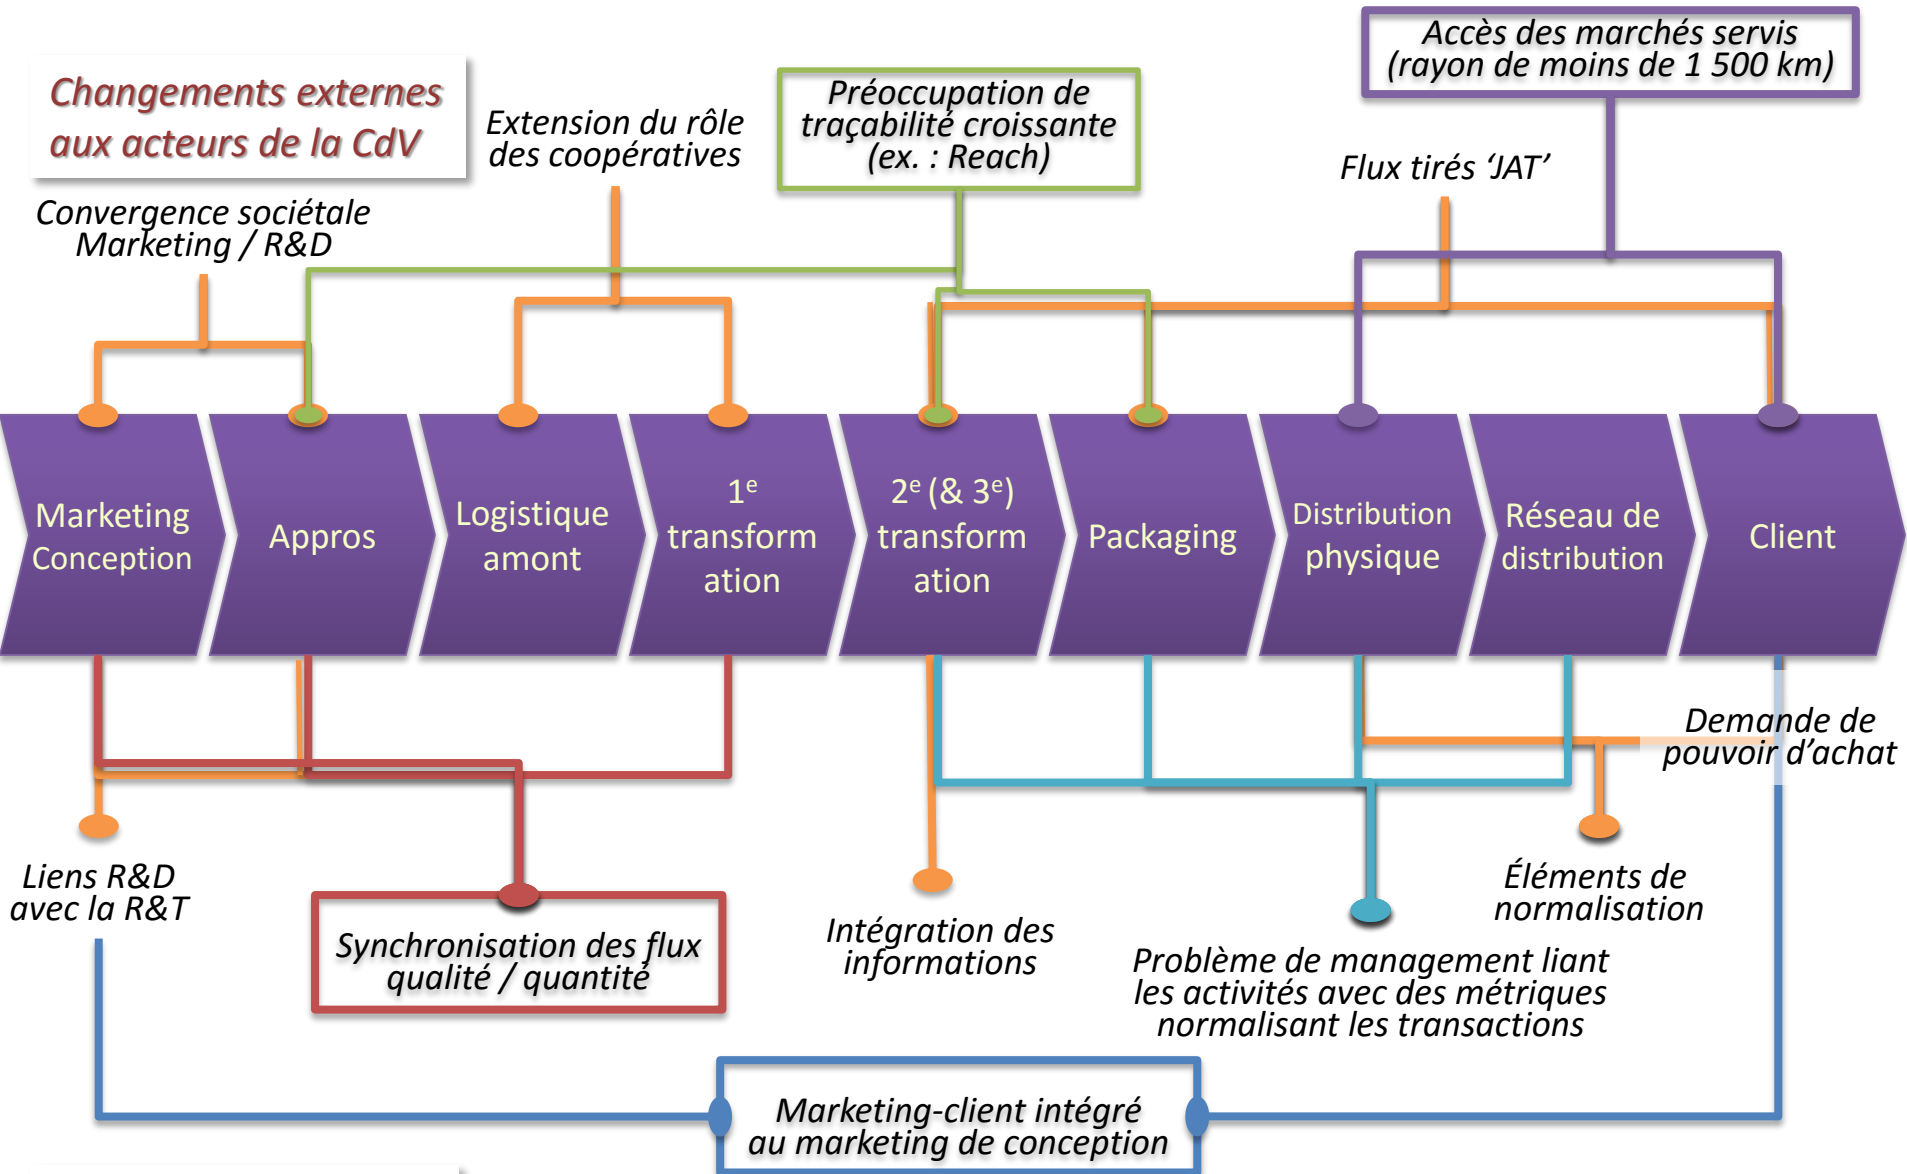 Accès des marchés servis
(rayon de moins de 1 500 km)
Changements externes
aux acteurs de la CdV
Préoccupation de
traçabilité croissante
(ex. : Reach)
Extension du rôle
des coopératives
Flux tirés ‘JAT’
Convergence sociétale
Marketing / R&D
Marketing
Conception
Appros
Logistique
amont
1e
transform
ation
2e (& 3e)
transform
ation
Packaging
Distribution
physique
Réseau de
distribution
Client
Demande de
pouvoir d’achat
Liens R&D
avec la R&T
Synchronisation des flux
qualité / quantité
Intégration des
informations
Éléments de
normalisation
Problème de management liant
les activités avec des métriques
normalisant les transactions
Marketing-client intégré
au marketing de conception